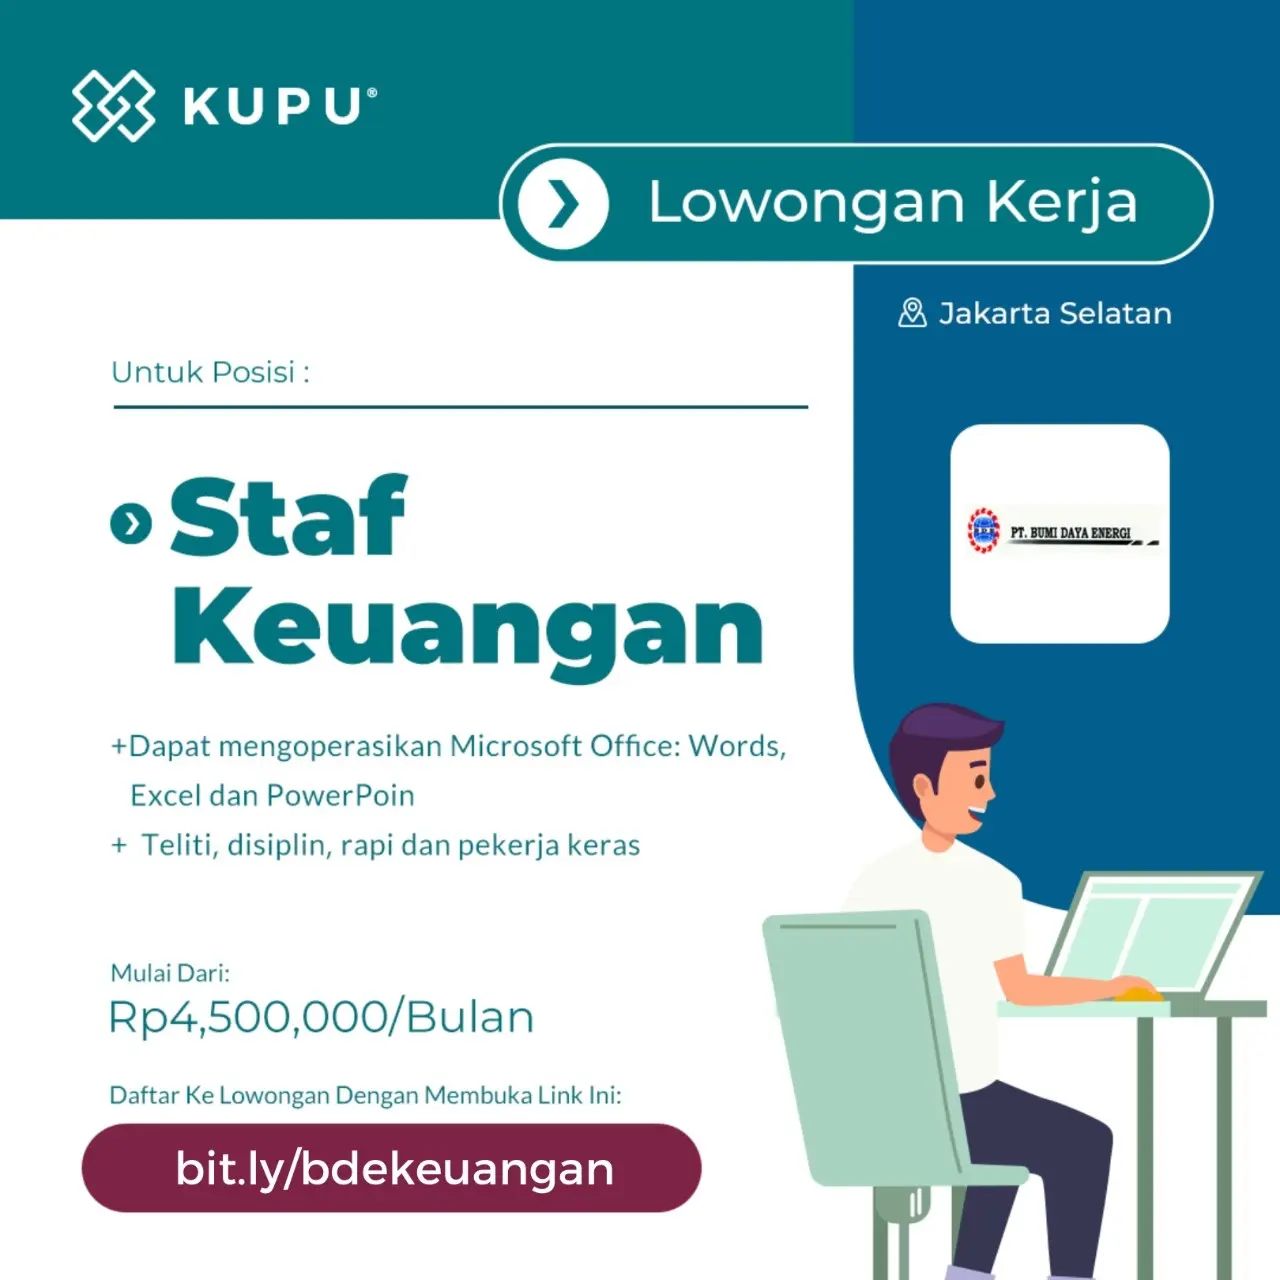 KUPU®
Lowongan Kerja
Jakarta Selatan
Untuk Posisi :
Staf
Keuangan
BDE
PT. BUMI DAYA ENERGI
+Dapat mengoperasikan Microsoft Office: Words,
Excel dan PowerPoin
+ Teliti, disiplin, rapi dan pekerja keras
Mulai Dari:
Rp4,500,000/Bulan
Daftar Ke Lowongan Dengan Membuka Link Ini:
bit.ly/bdekeuangan